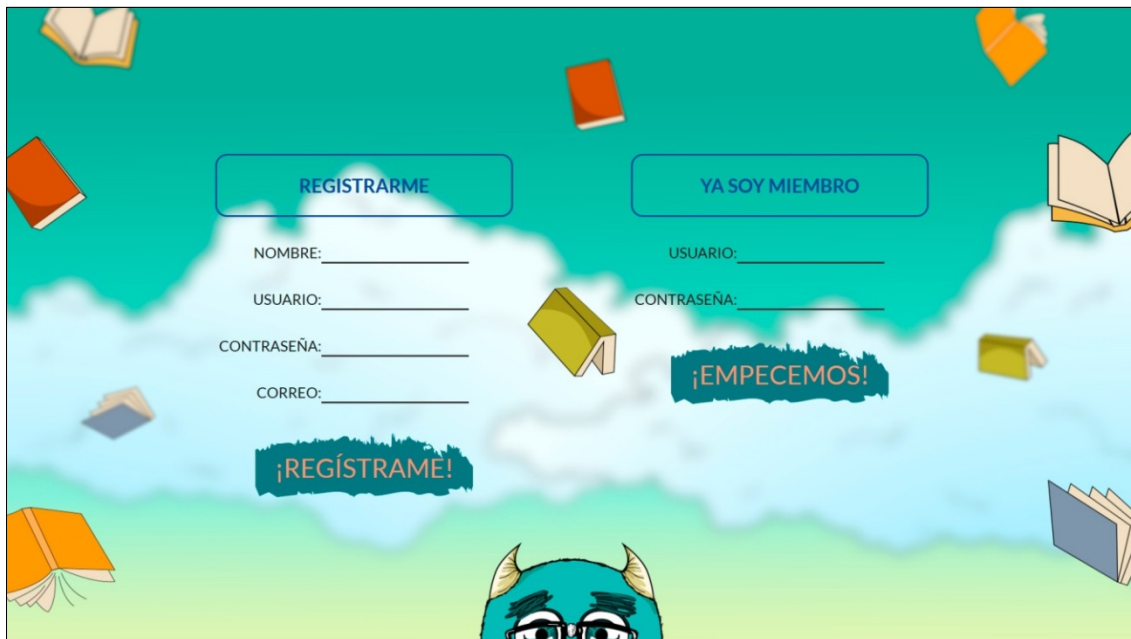 REGISTRARME
NOMBRE:
USUARIO:
CONTRASEÑA:
CORREO:
¡REGÍSTRAME!
YA SOY MIEMBRO
USUARIO:
CONTRASEÑA:
¡EMPECEMOS!